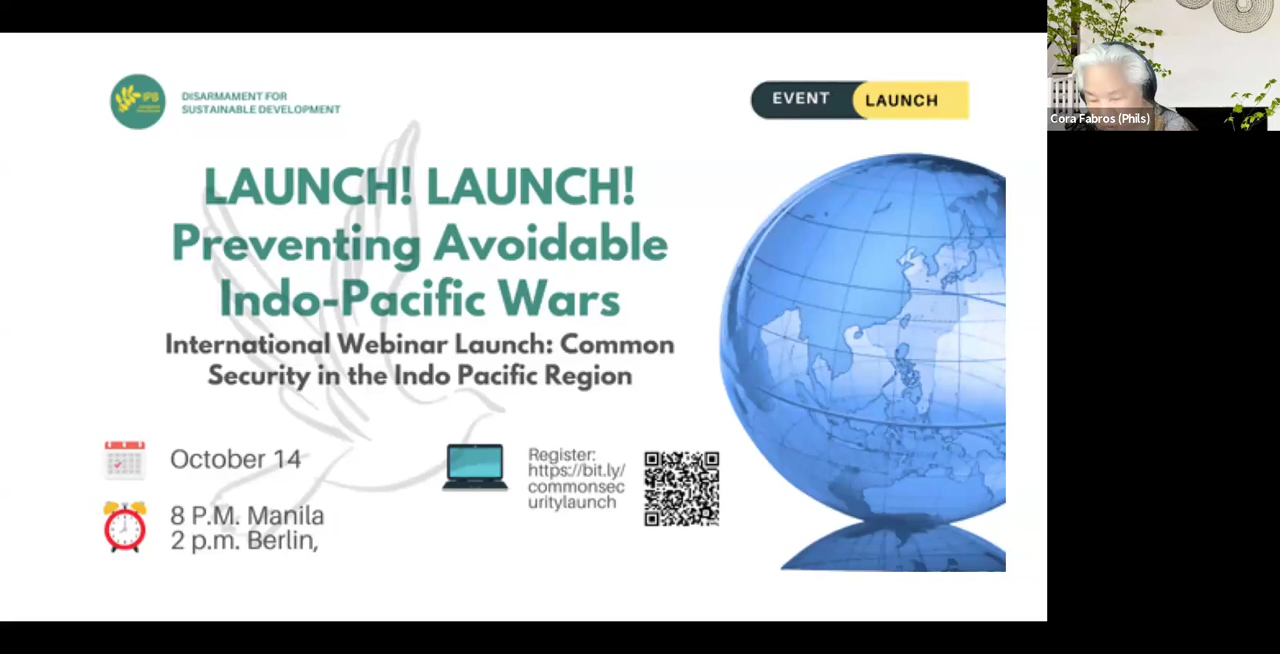 IPB
DISARMAMENT FOR
SUSTAINABLE DEVELOPMENT
EVENT LAUNCH
LAUNCH! LAUNCH!
Preventing Avoidable
Indo-Pacific Wars
International Webinar Launch: Common
Security in the Indo Pacific Region
October 14
8 P.M. Manila
2 p.m. Berlin,
Register:
https://bit.ly/
commonsec
uritylaunch
Cora Fabros (Phils)